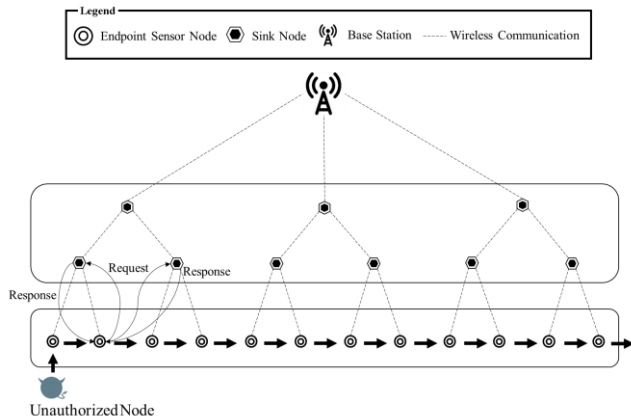 Legend
Endpoint Sensor Node Sink Node Base Station Wireless Communication
Request
Response
Response
Unauthorized Node